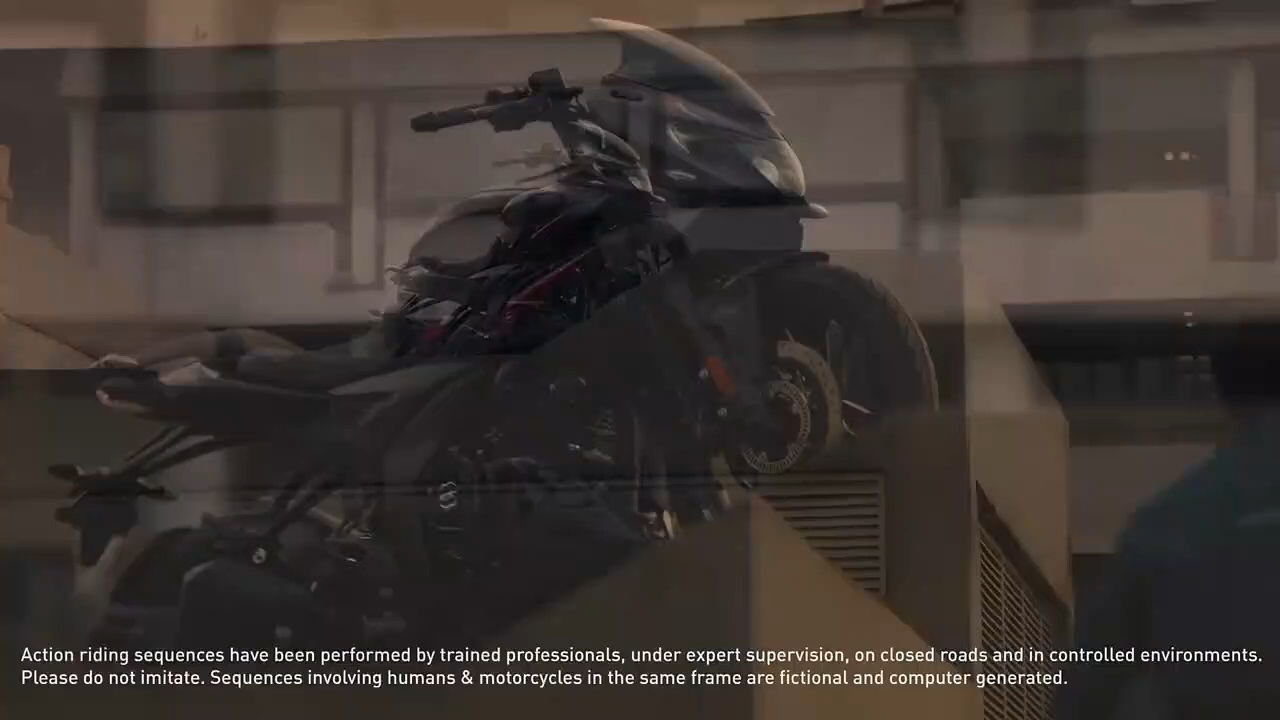 Action riding sequences have been performed by trained professionals, under expert supervision, on closed roads and in controlled environments.
Please do not imitate. Sequences involving humans & motorcycles in the same frame are fictional and computer generated.